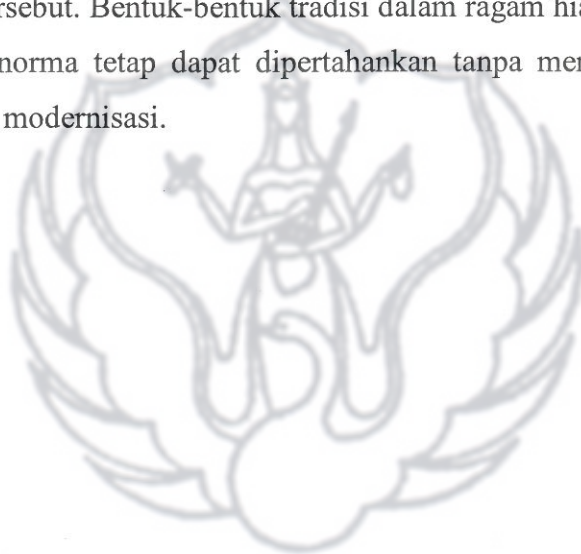 rsebut. Bentuk-bentuk tradisi dalam ragam hia
norma tetap dapat dipertahankan tanpa mer
modernisasi.